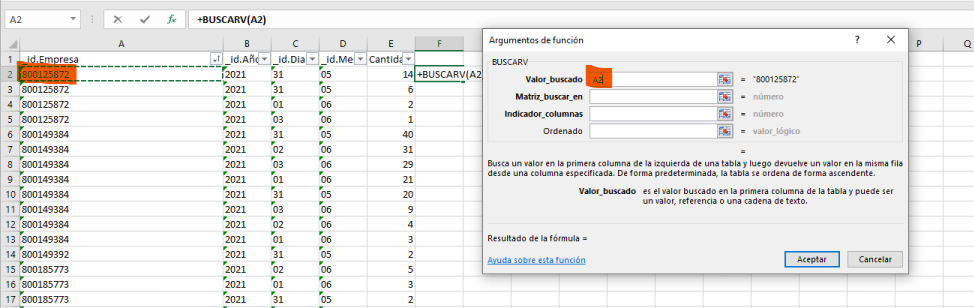 A2 fx +BUSCARV(A2)
A B C D E F P Q
1 _id.Empresa _id.Año _id.Dia _id.Me Cantida
2 800125872 2021 31 05 14 +BUSCARV(A2
3 800125872 2021 31 05 6
4 800125872 2021 01 06 2
5 800125872 2021 03 06 1
6 800149384 2021 31 05 40
7 800149384 2021 02 06 31
8 800149384 2021 03 06 29
9 800149384 2021 01 06 21
10 800149384 2021 31 05 20
11 800149384 2021 03 06 9
12 800149384 2021 02 06 4
13 800149384 2021 01 06 3
14 800149392 2021 31 05 2
15 800185773 2021 02 06 5
16 800185773 2021 01 06 3
17 800185773 2021 31 05 2
Argumentos de función ? ×
BUSCARV
Valor_buscado A2 = "800125872"
Matriz_buscar_en = número
Indicador_columnas = número
Ordenado = valor_lógico
=
Busca un valor en la primera columna de la izquierda de una tabla y luego devuelve un valor en la misma fila
desde una columna especificada. De forma predeterminada, la tabla se ordena de forma ascendente.
Valor_buscado es el valor buscado en la primera columna de la tabla y puede ser
un valor, referencia o una cadena de texto.
Resultado de la fórmula =
Ayuda sobre esta función Aceptar Cancelar